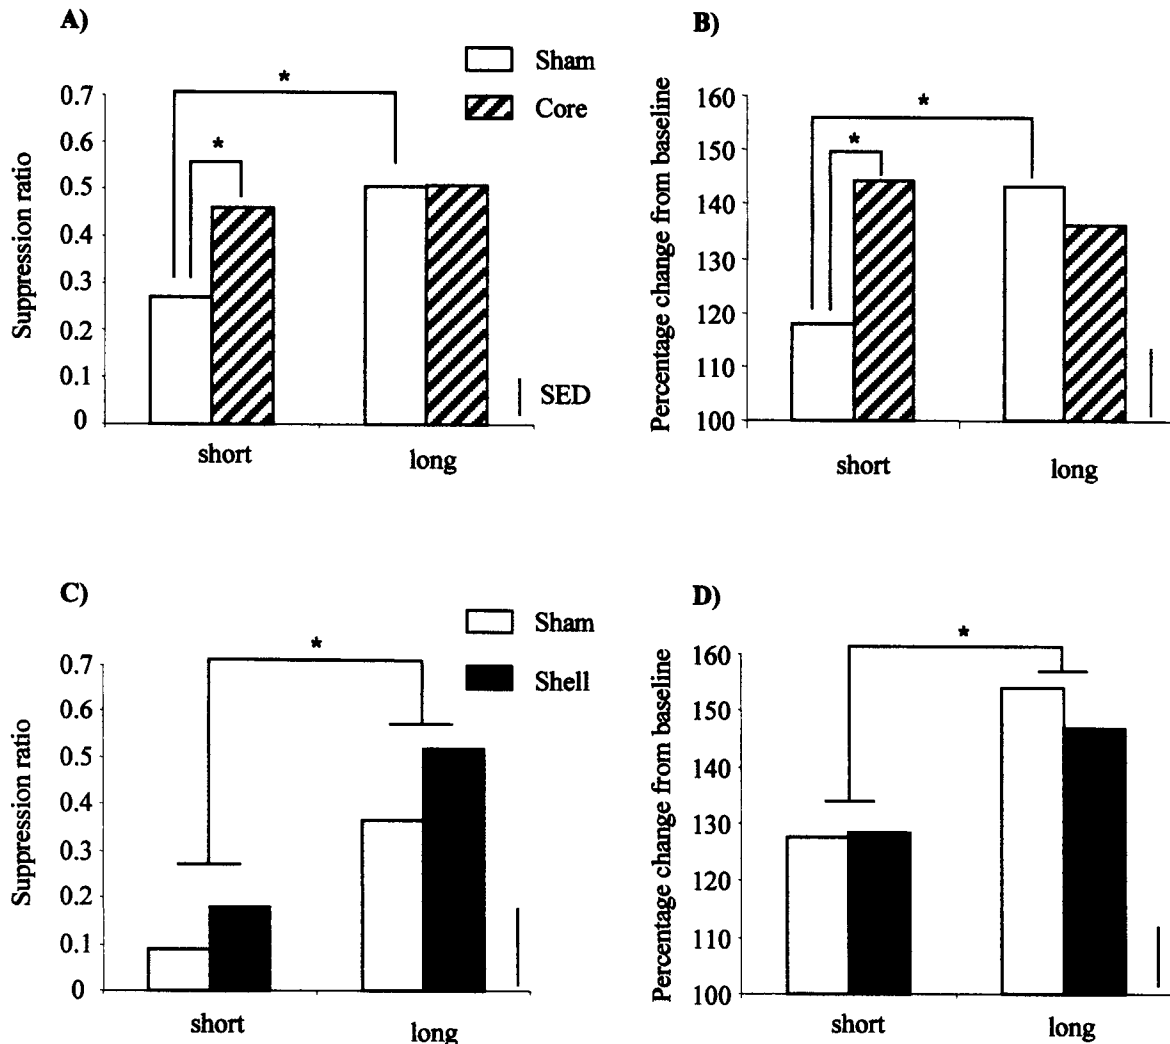 A)
Sham
Core
*
*
0.7
0.6
0.5
0.4
0.3
0.2
0.1
0
Suppression ratio
SED
short
long
B)
*
*
160
150
140
130
120
110
100
Percentage change from baseline
short
long
C)
Sham
Shell
*
0.7
0.6
0.5
0.4
0.3
0.2
0.1
0
Suppression ratio
short
long
D)
*
160
150
140
130
120
110
100
Percentage change from baseline
short
long